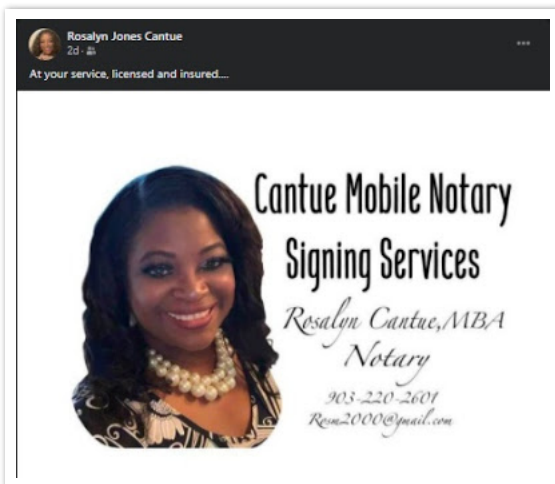 Rosalyn Jones Cantue
2d ·
At your service, licensed and insured....
Cantue Mobile Notary
Signing Services
Rosalyn Cantue, MBA
Notary
903-220-2601
Rosm2000@gmail.com